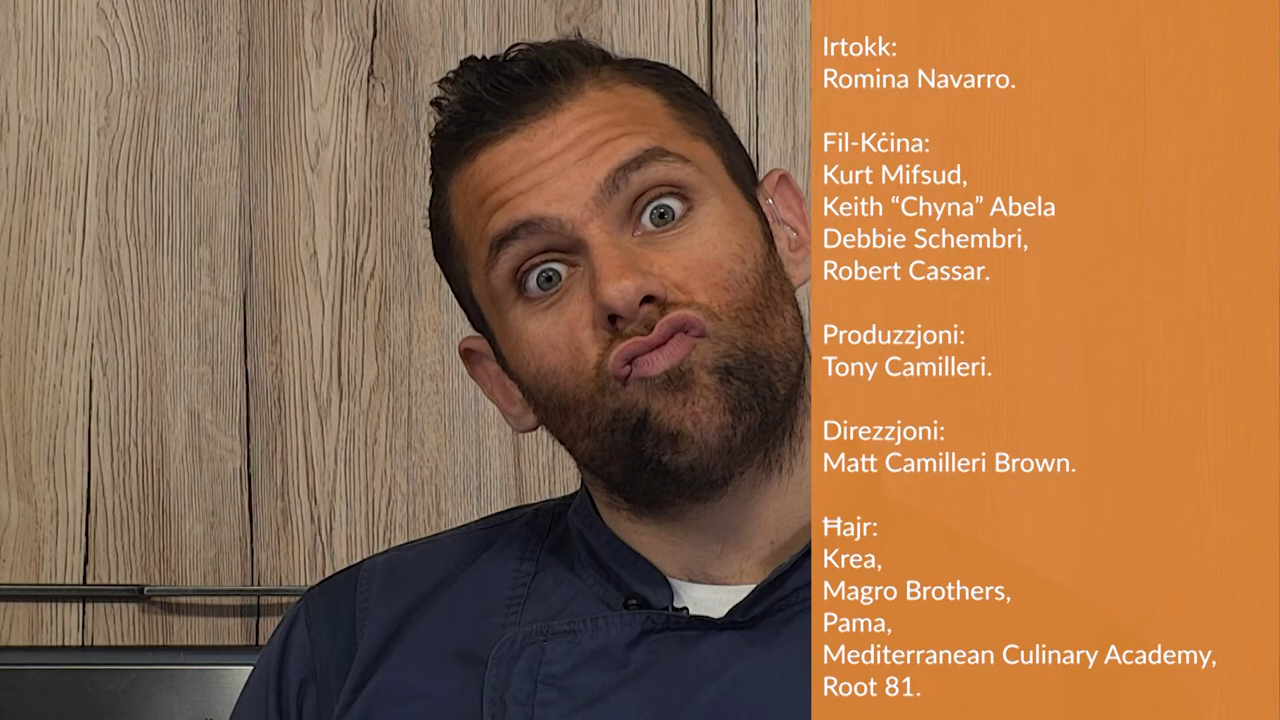 Irtokk:
Romina Navarro.
Fil-Kċina:
Kurt Mifsud,
Keith “Chyna” Abela
Debbie Schembri,
Robert Cassar.
Produzzjoni:
Tony Camilleri.
Direzzjoni:
Matt Camilleri Brown.
Ħajr:
Krea,
Magro Brothers,
Pama,
Mediterranean Culinary Academy,
Root 81.